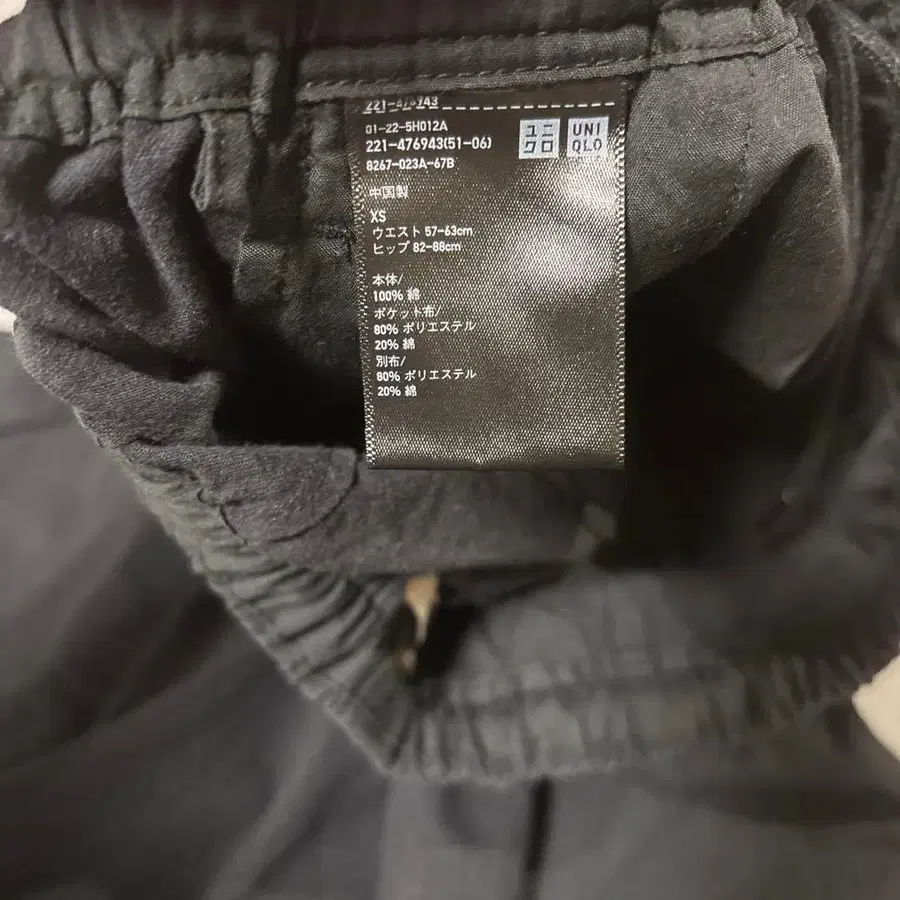 221-476943
01-22-5H012A
221-476943(51-06)
8267-023A-67B
ユニ
クロ
UNI
QLO
中国製
XS
ウエスト 57-63cm
ヒップ 82-88cm
本体/
100% 綿
ポケット布/
80% ポリエステル
20% 綿
別布/
80% ポリエステル
20% 綿